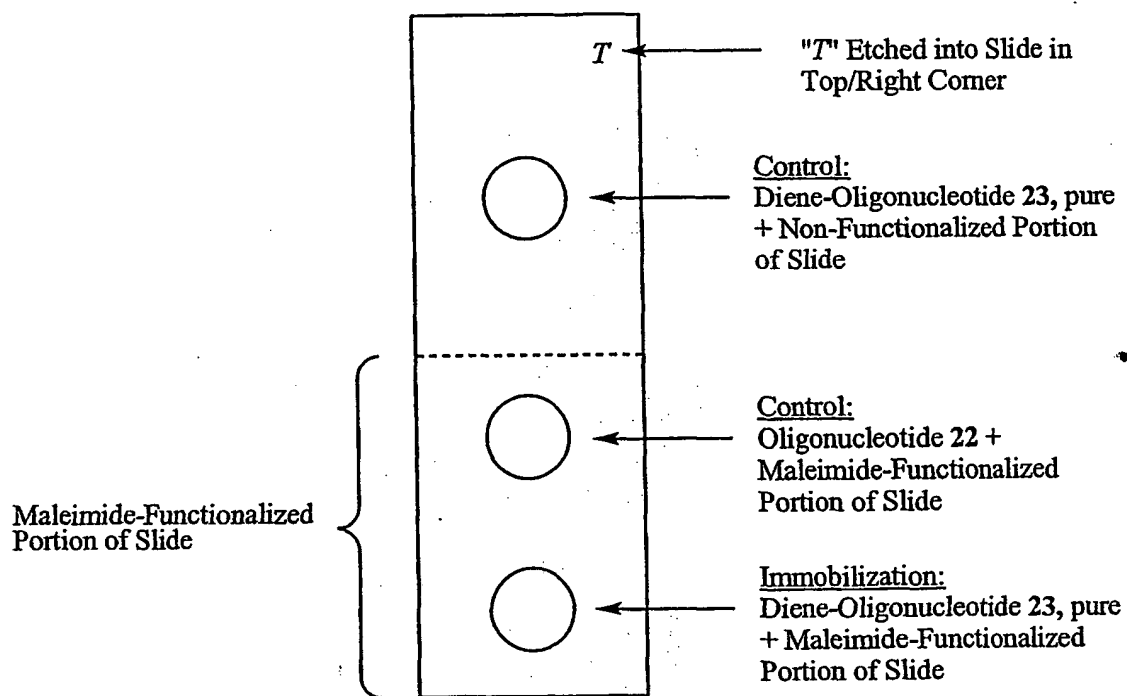 T
"T" Etched into Slide in
Top/Right Corner
Control:
Diene-Oligonucleotide 23, pure
+ Non-Functionalized Portion
of Slide
Control:
Oligonucleotide 22 +
Maleimide-Functionalized
Portion of Slide
Maleimide-Functionalized
Portion of Slide
Immobilization:
Diene-Oligonucleotide 23, pure
+ Maleimide-Functionalized
Portion of Slide